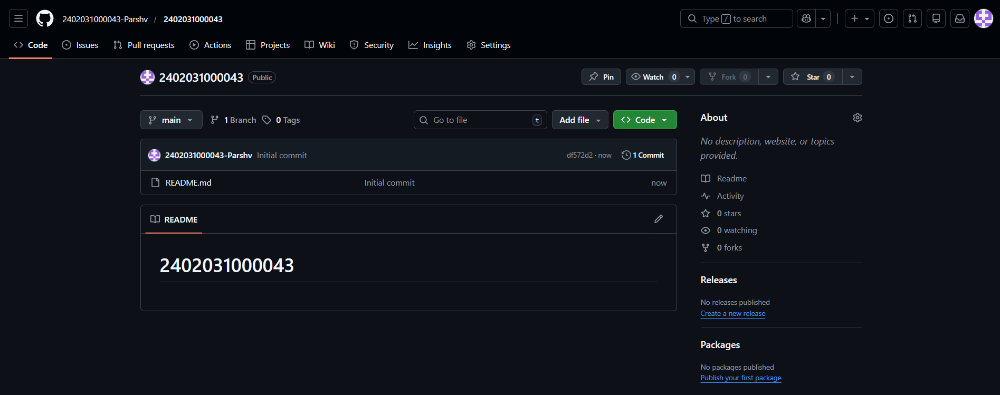 2402031000043-Parshv / 2402031000043
Type / to search
Code Issues Pull requests Actions Projects Wiki Security Insights Settings
2402031000043 Public
Pin Watch 0 Fork 0 Star 0
main 1 Branch 0 Tags
Go to file t Add file Code
2402031000043-Parshv Initial commit df572d2 · now 1 Commit
README.md Initial commit now
README
2402031000043
About
No description, website, or topics
provided.
Readme
Activity
0 stars
0 watching
0 forks
Releases
No releases published
Create a new release
Packages
No packages published
Publish your first package